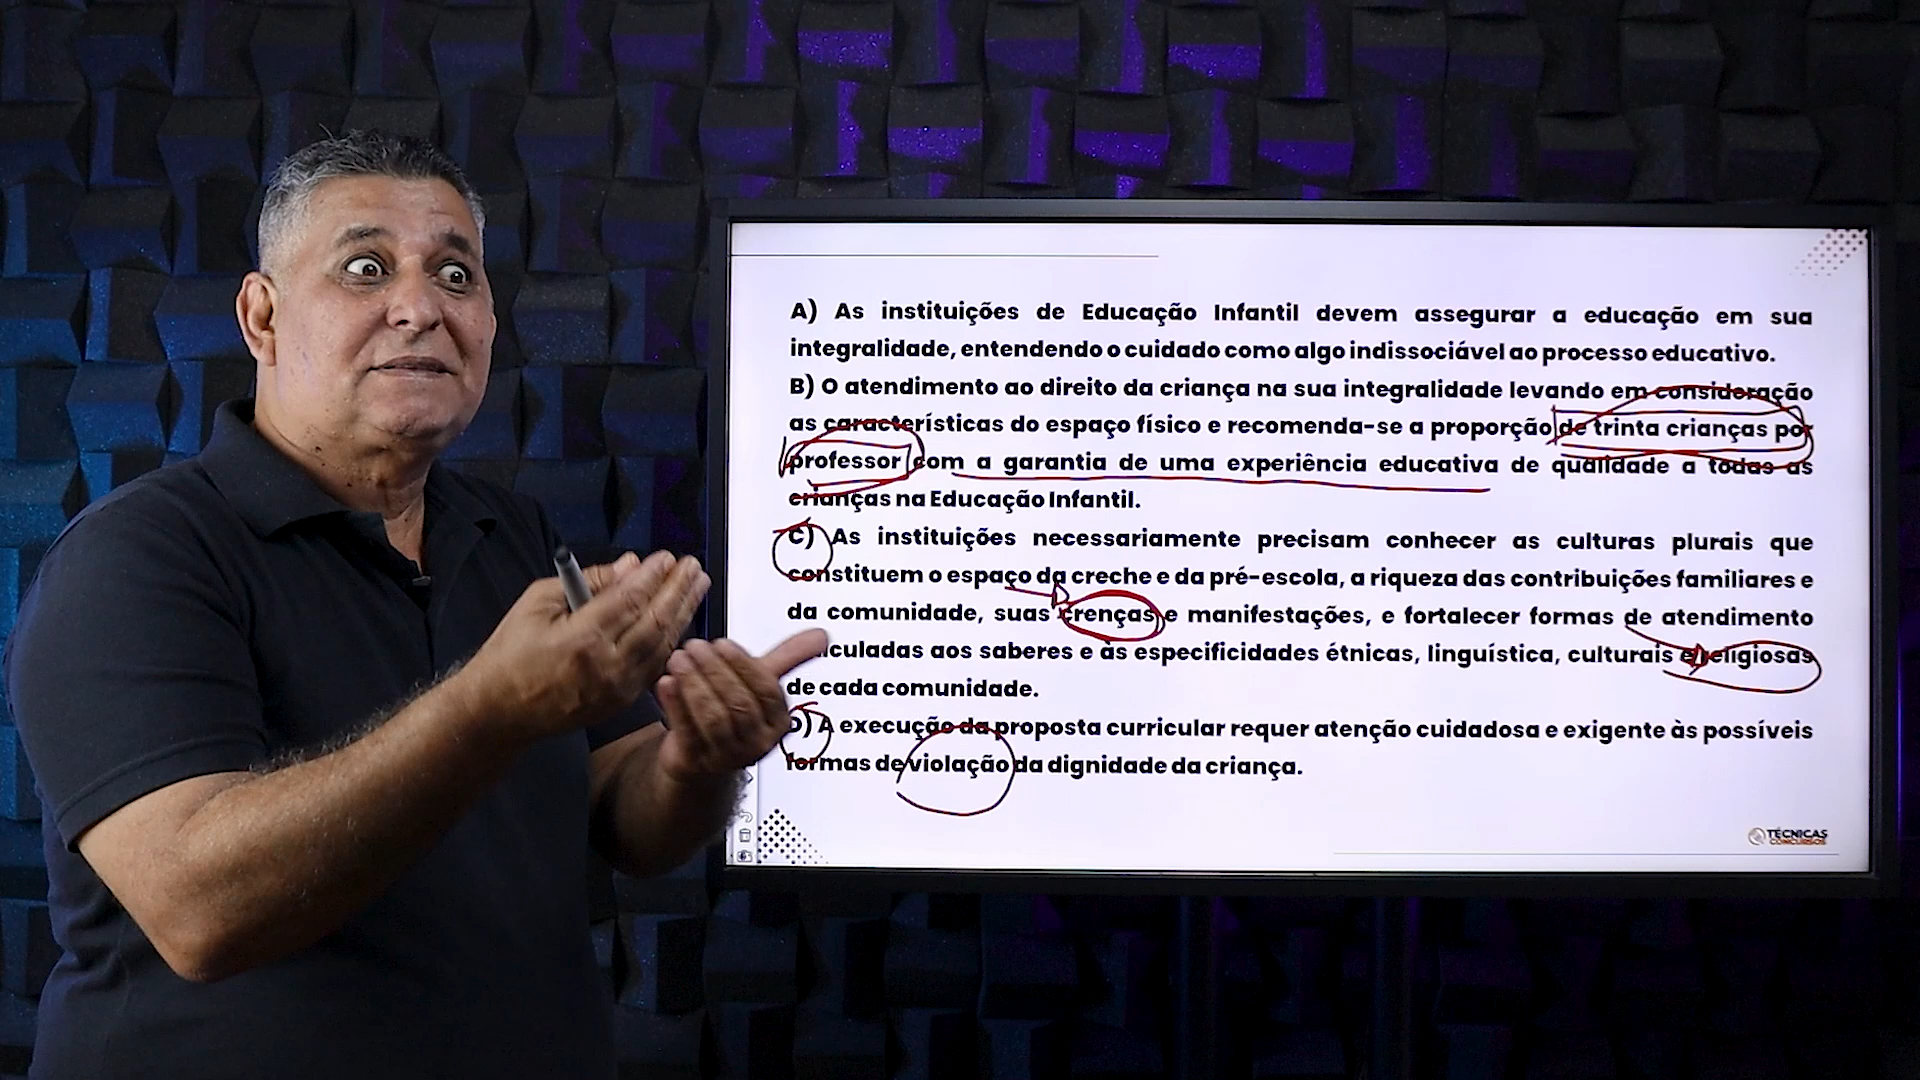 A) As instituições de Educação Infantil devem assegurar a educação em sua
integralidade, entendendo o cuidado como algo indissociável ao processo educativo.
B) O atendimento ao direito da criança na sua integralidade levando em consideração
as características do espaço físico e recomenda-se a proporção de trinta crianças por
professor com a garantia de uma experiência educativa de qualidade a todas as
crianças na Educação Infantil.
C) As instituições necessariamente precisam conhecer as culturas plurais que
constituem o espaço da creche e da pré-escola, a riqueza das contribuições familiares e
da comunidade, suas crenças e manifestações, e fortalecer formas de atendimento
aos saberes e às especificidades étnicas, linguística, culturais e religiosas
de cada comunidade.
D) A execução da proposta curricular requer atenção cuidadosa e exigente às possíveis
formas de violação da dignidade da criança.
TÉCNICAS
CONCURSOS